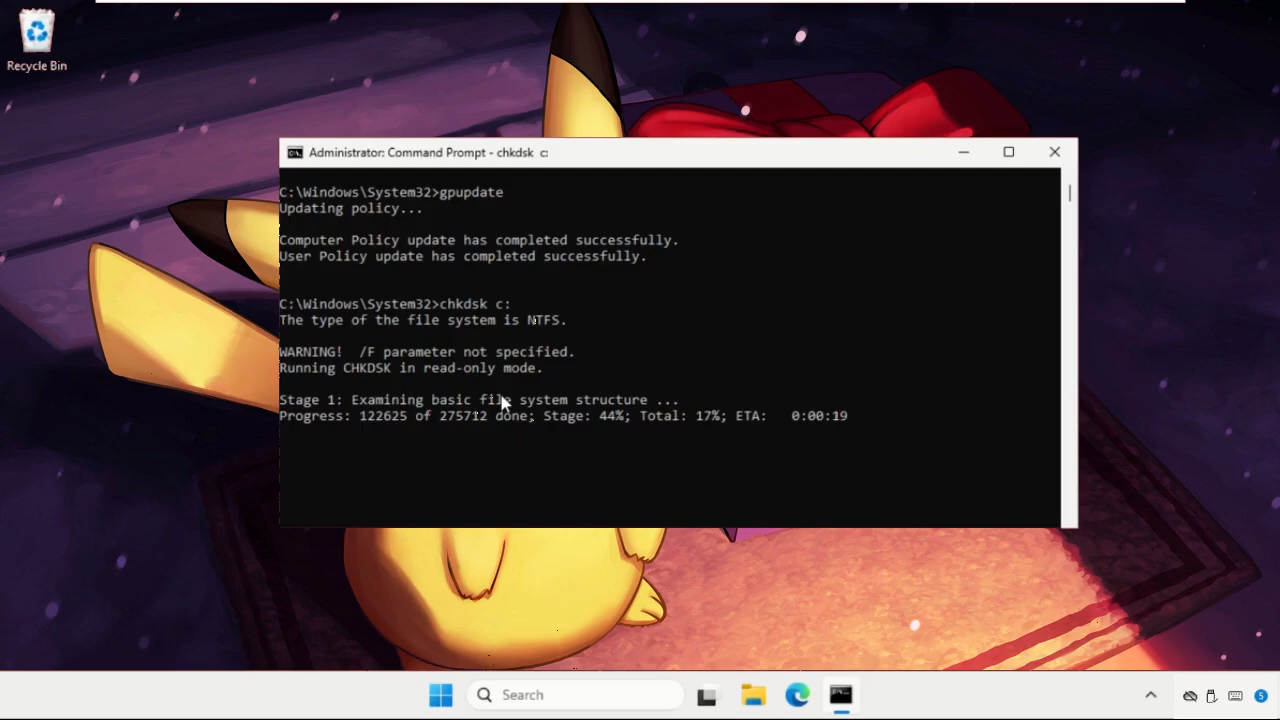 Recycle Bin
Administrator: Command Prompt - chkdsk  c:
C:\Windows\System32>gpupdate
Updating policy...
Computer Policy update has completed successfully.
User Policy update has completed successfully.
C:\Windows\System32>chkdsk c:
The type of the file system is NTFS.
WARNING!  /F parameter not specified.
Running CHKDSK in read-only mode.
Stage 1: Examining basic file system structure ...
Progress: 122625 of 275712 done; Stage: 44%; Total: 17%; ETA:   0:00:19
Search
5